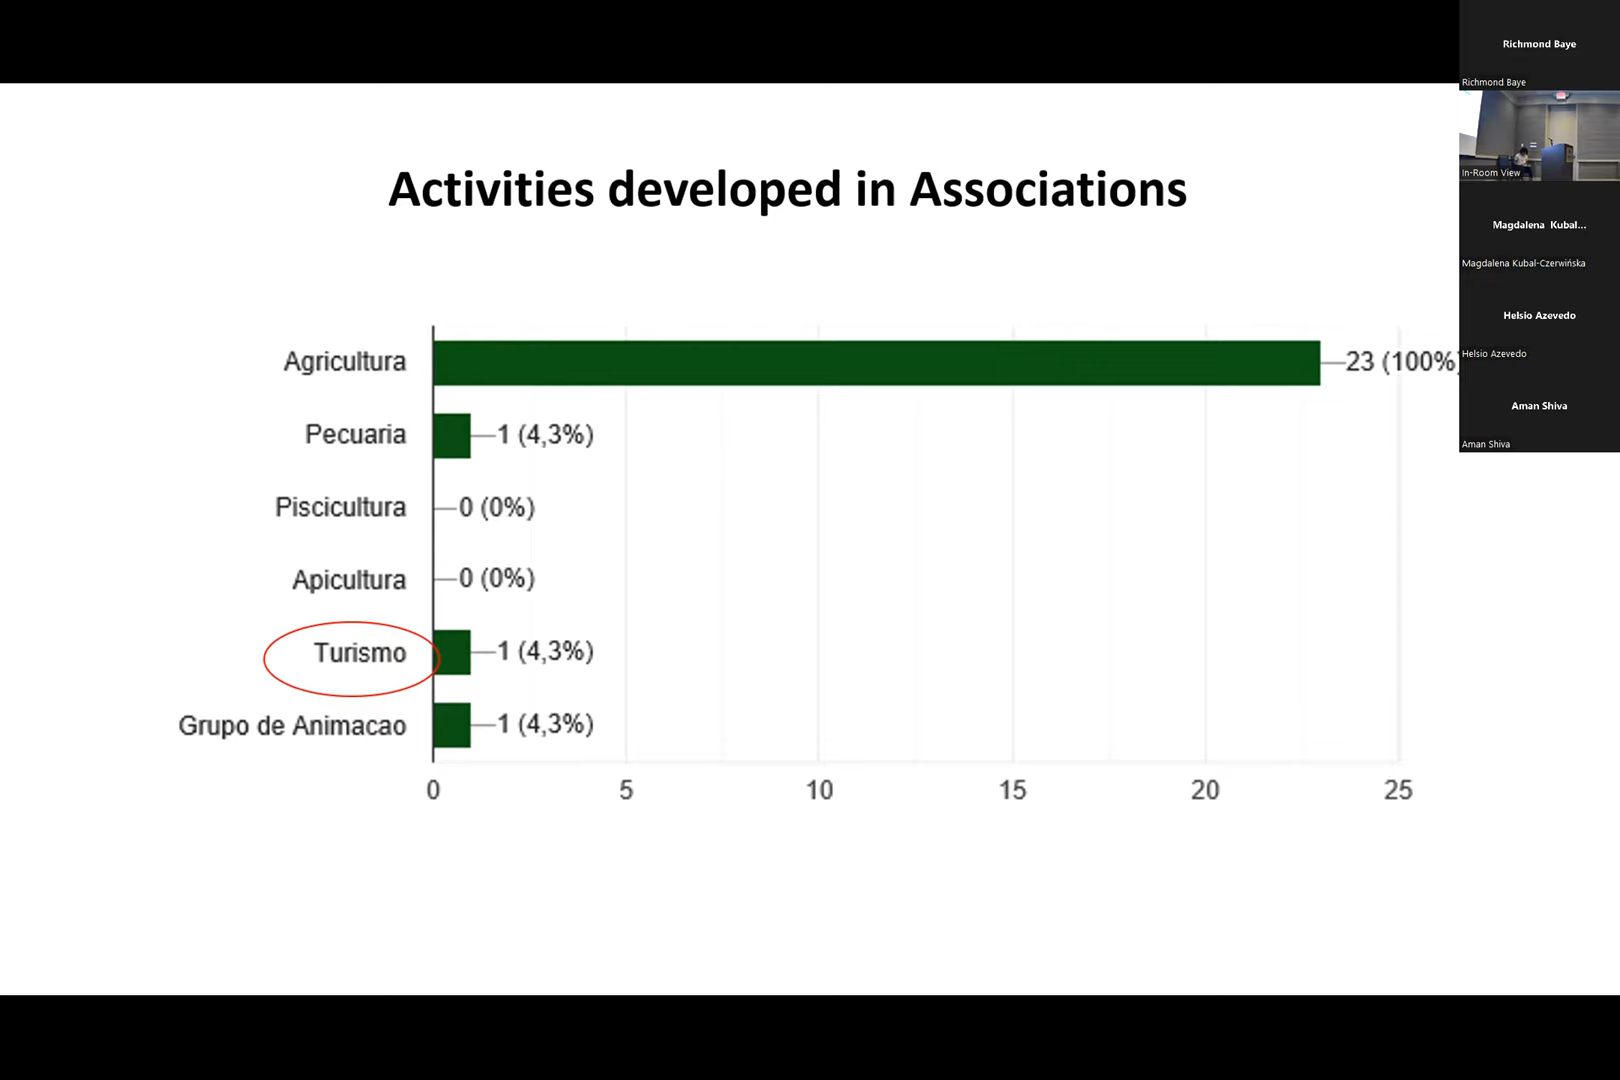 Activities developed in Associations
Agricultura
23 (100%)
Pecuaria
1 (4,3%)
Piscicultura
0 (0%)
Apicultura
0 (0%)
Turismo
1 (4,3%)
Grupo de Animacao
1 (4,3%)
0 5 10 15 20 25
Richmond Baye
Richmond Baye
In-Room View
Magdalena Kubal...
Magdalena Kubal-Czerwińska
Helsio Azevedo
Helsio Azevedo
Aman Shiva
Aman Shiva